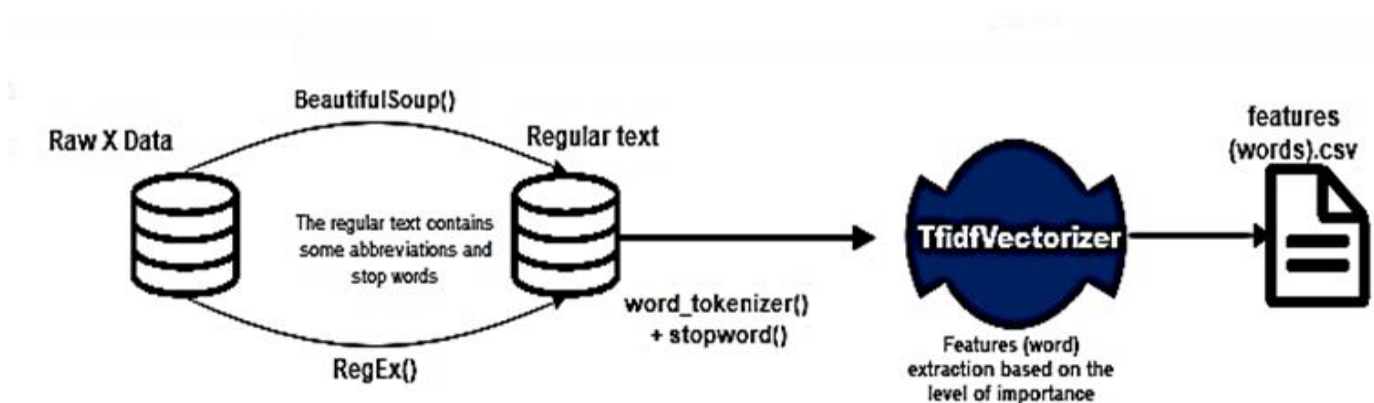 BeautifulSoup()
Raw X Data
Regular text
The regular text contains
some abbreviations and
stop words
RegEx()
word_tokenizer()
+ stopword()
TfidfVectorizer
Features (word)
extraction based on the
level of importance
features
(words).csv